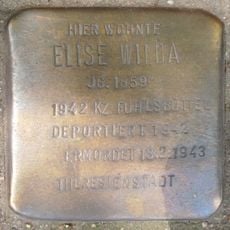 HIER WOHNTE
ELISE WILDA
JG. 1859
1942 KZ FUHLSBÜTTEL
DEPORTIERT 1942
ERMORDET 18.2.1943
THERESIENSTADT